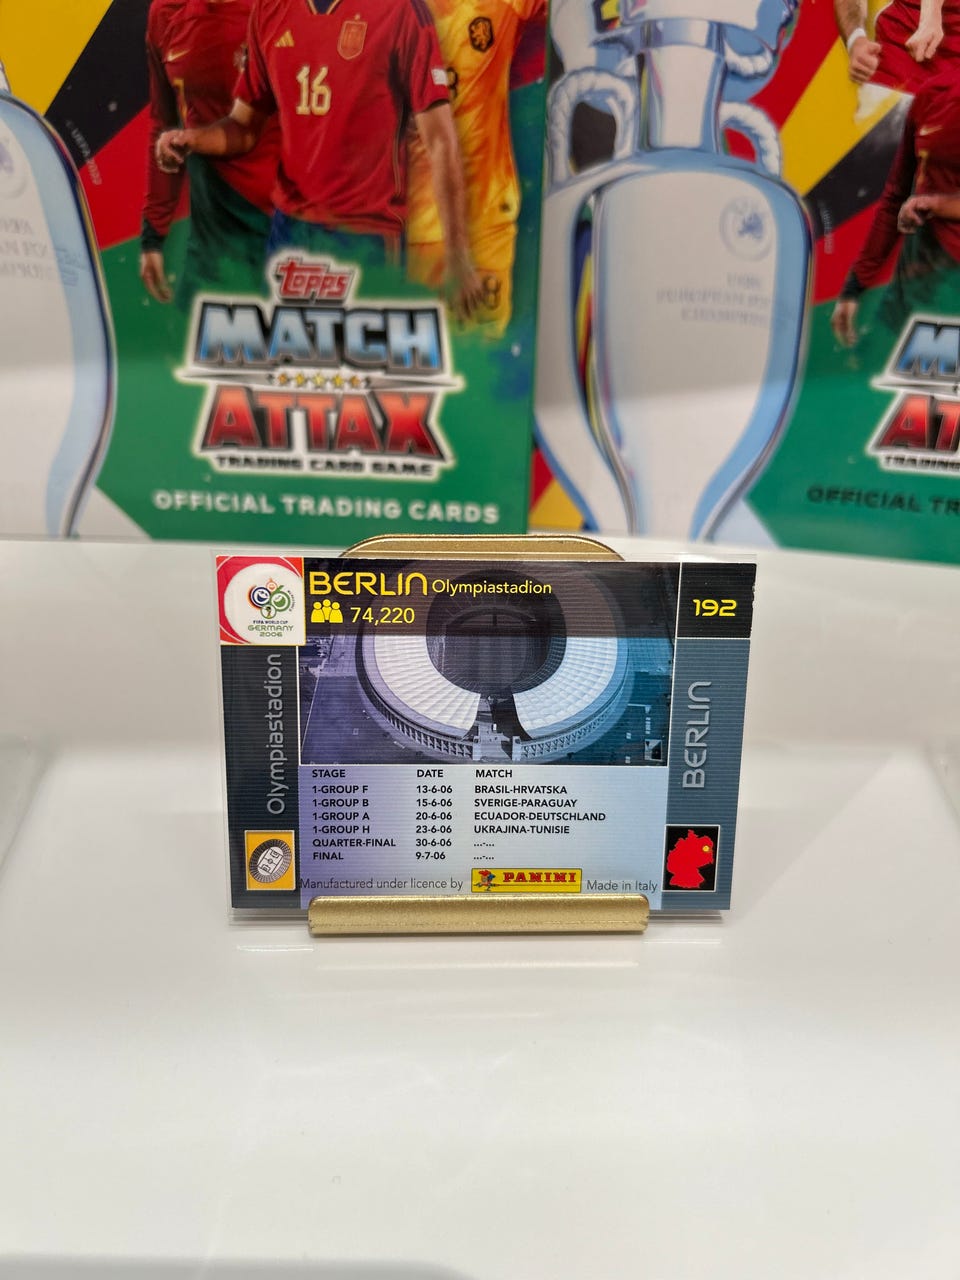 16
topps
MATCH
ATTAX
TRADING CARD GAME
OFFICIAL TRADING CARDS
OFFICIAL TR
FIFA WORLD CUP
GERMANY
2006
BERLIN Olympiastadion
74,220
192
Olympiastadion
BERLIN
STAGE DATE MATCH
1-GROUP F 13-6-06 BRASIL-HRVATSKA
1-GROUP B 15-6-06 SVERIGE-PARAGUAY
1-GROUP A 20-6-06 ECUADOR-DEUTSCHLAND
1-GROUP H 23-6-06 UKRAJINA-TUNISIE
QUARTER-FINAL 30-6-06 ...-...
FINAL 9-7-06 ...-...
Manufactured under licence by PANINI Made in Italy